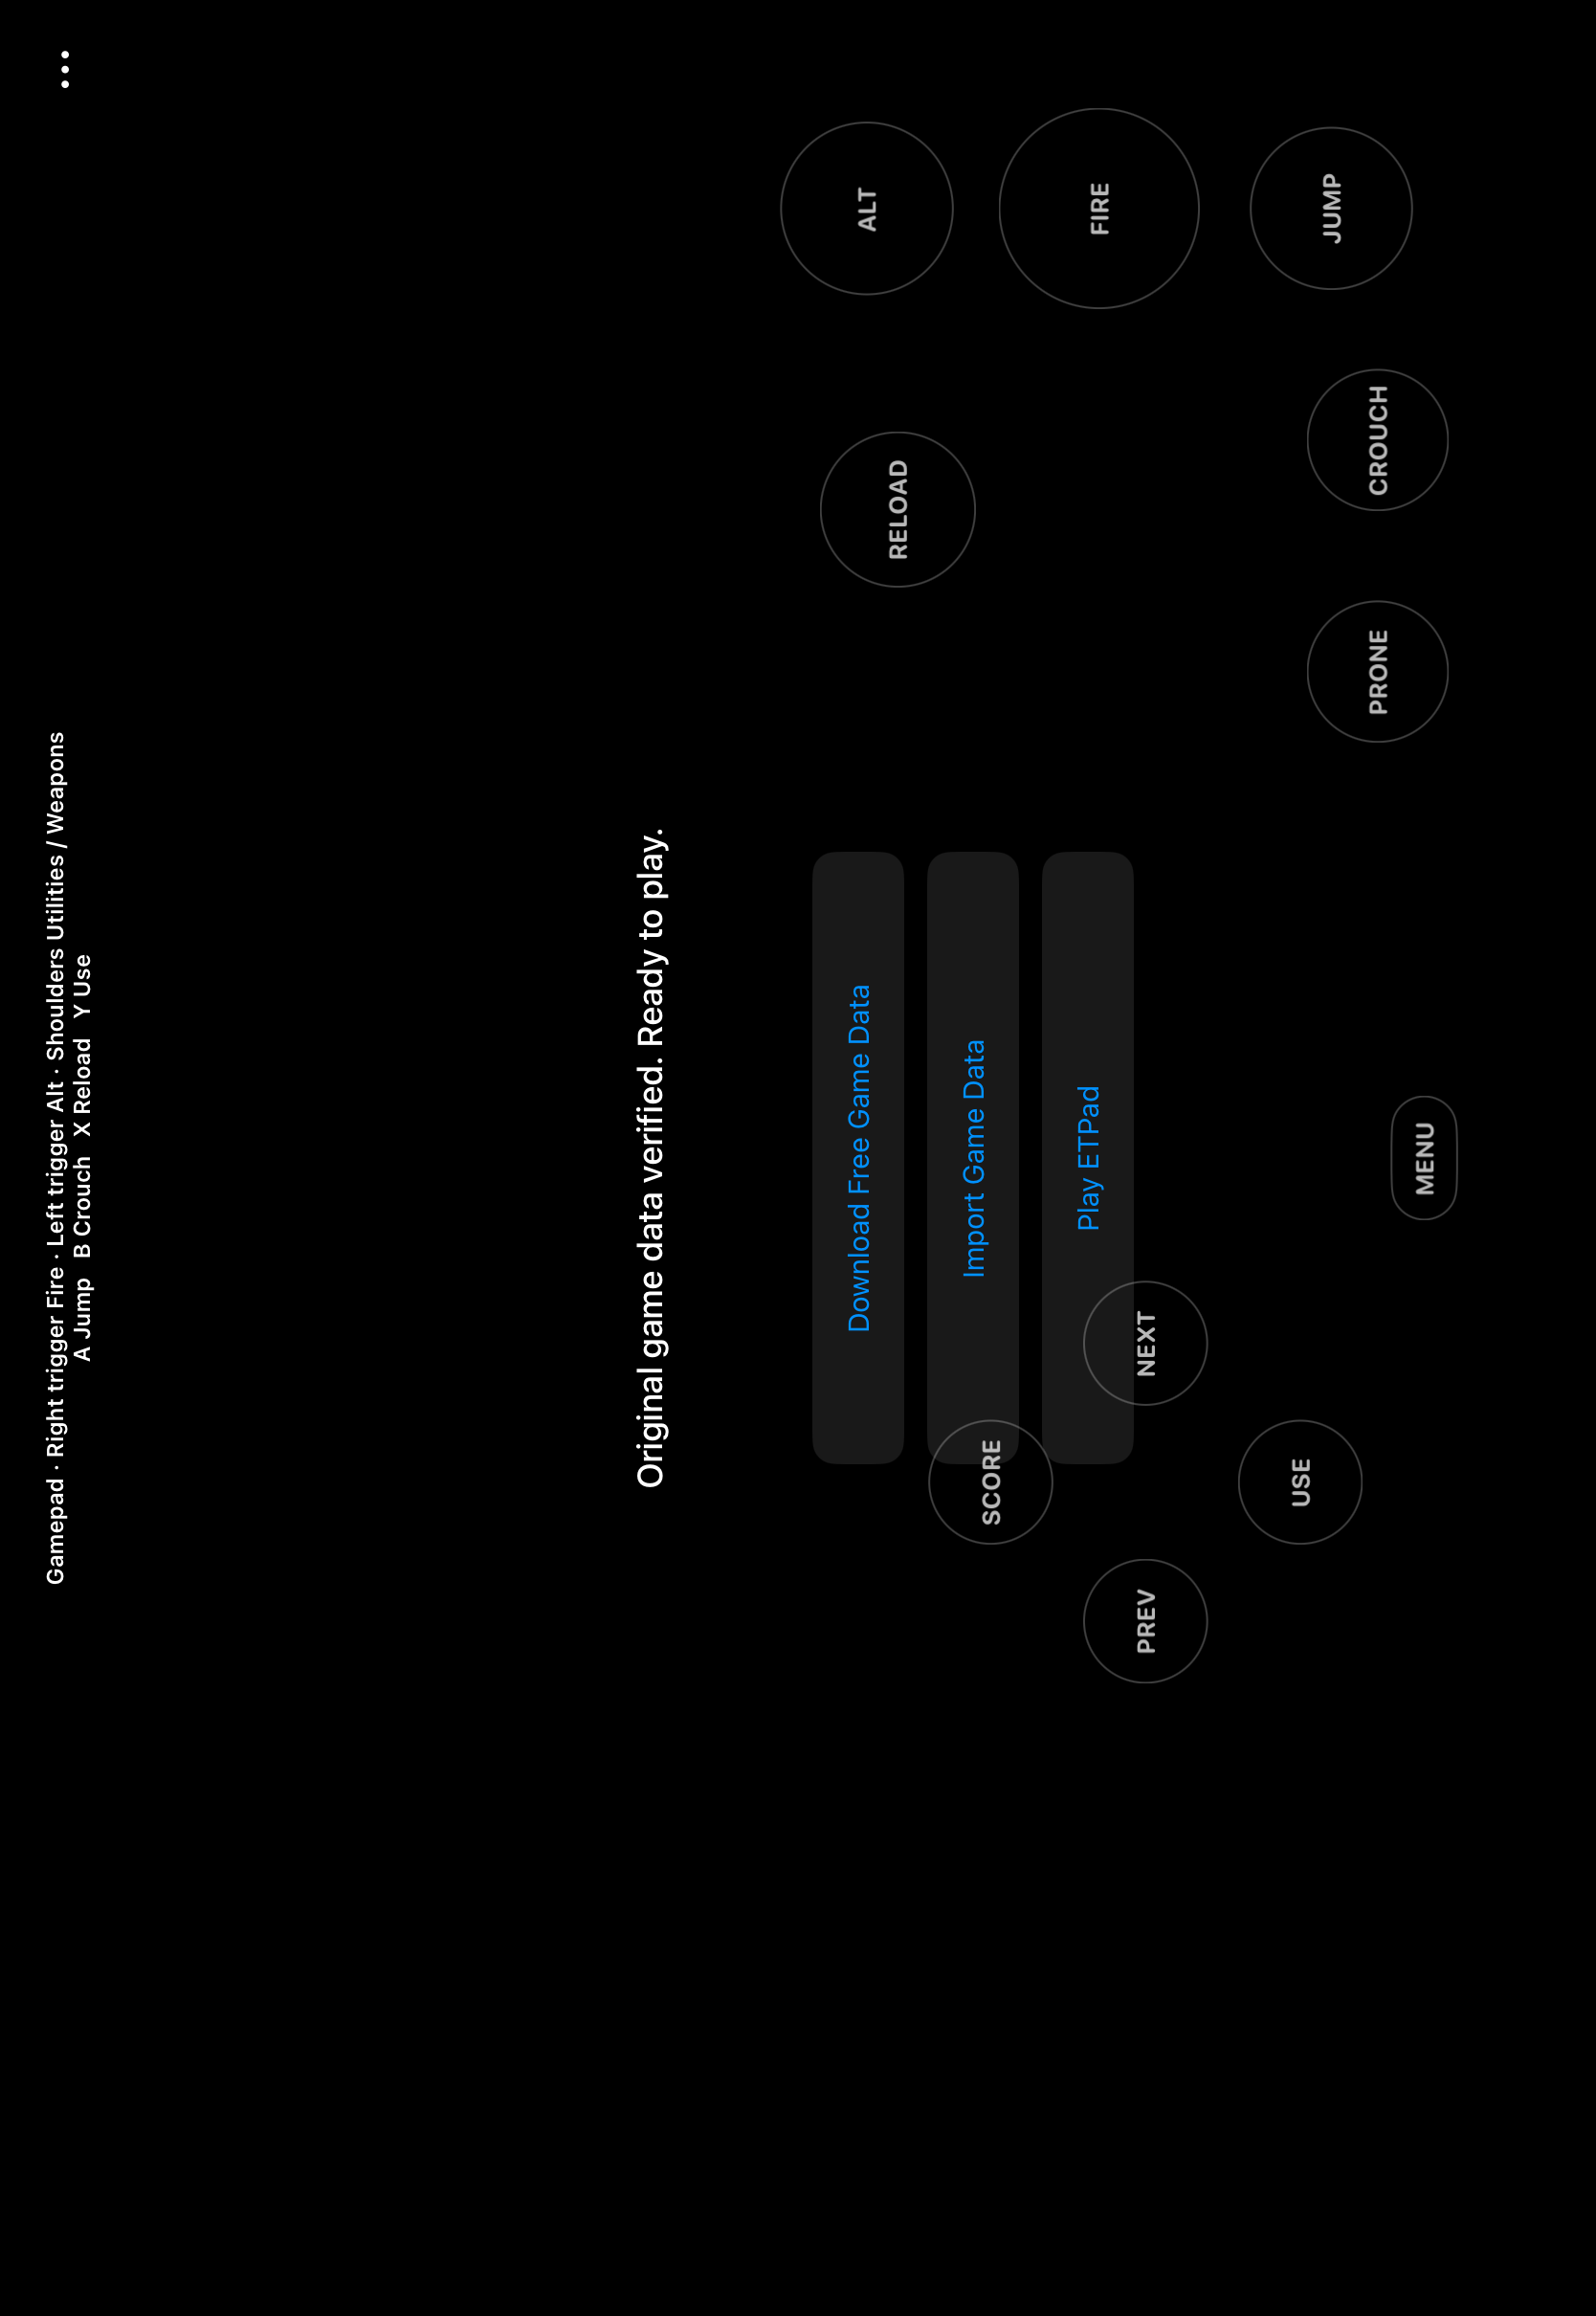 Gamepad · Right trigger Fire · Left trigger Alt · Shoulders Utilities / Weapons
A Jump B Crouch X Reload Y Use
Original game data verified. Ready to play.
Download Free Game Data
Import Game Data
Play ETPad
ALT
FIRE
JUMP
RELOAD
CROUCH
PRONE
SCORE
NEXT
PREV
USE
MENU